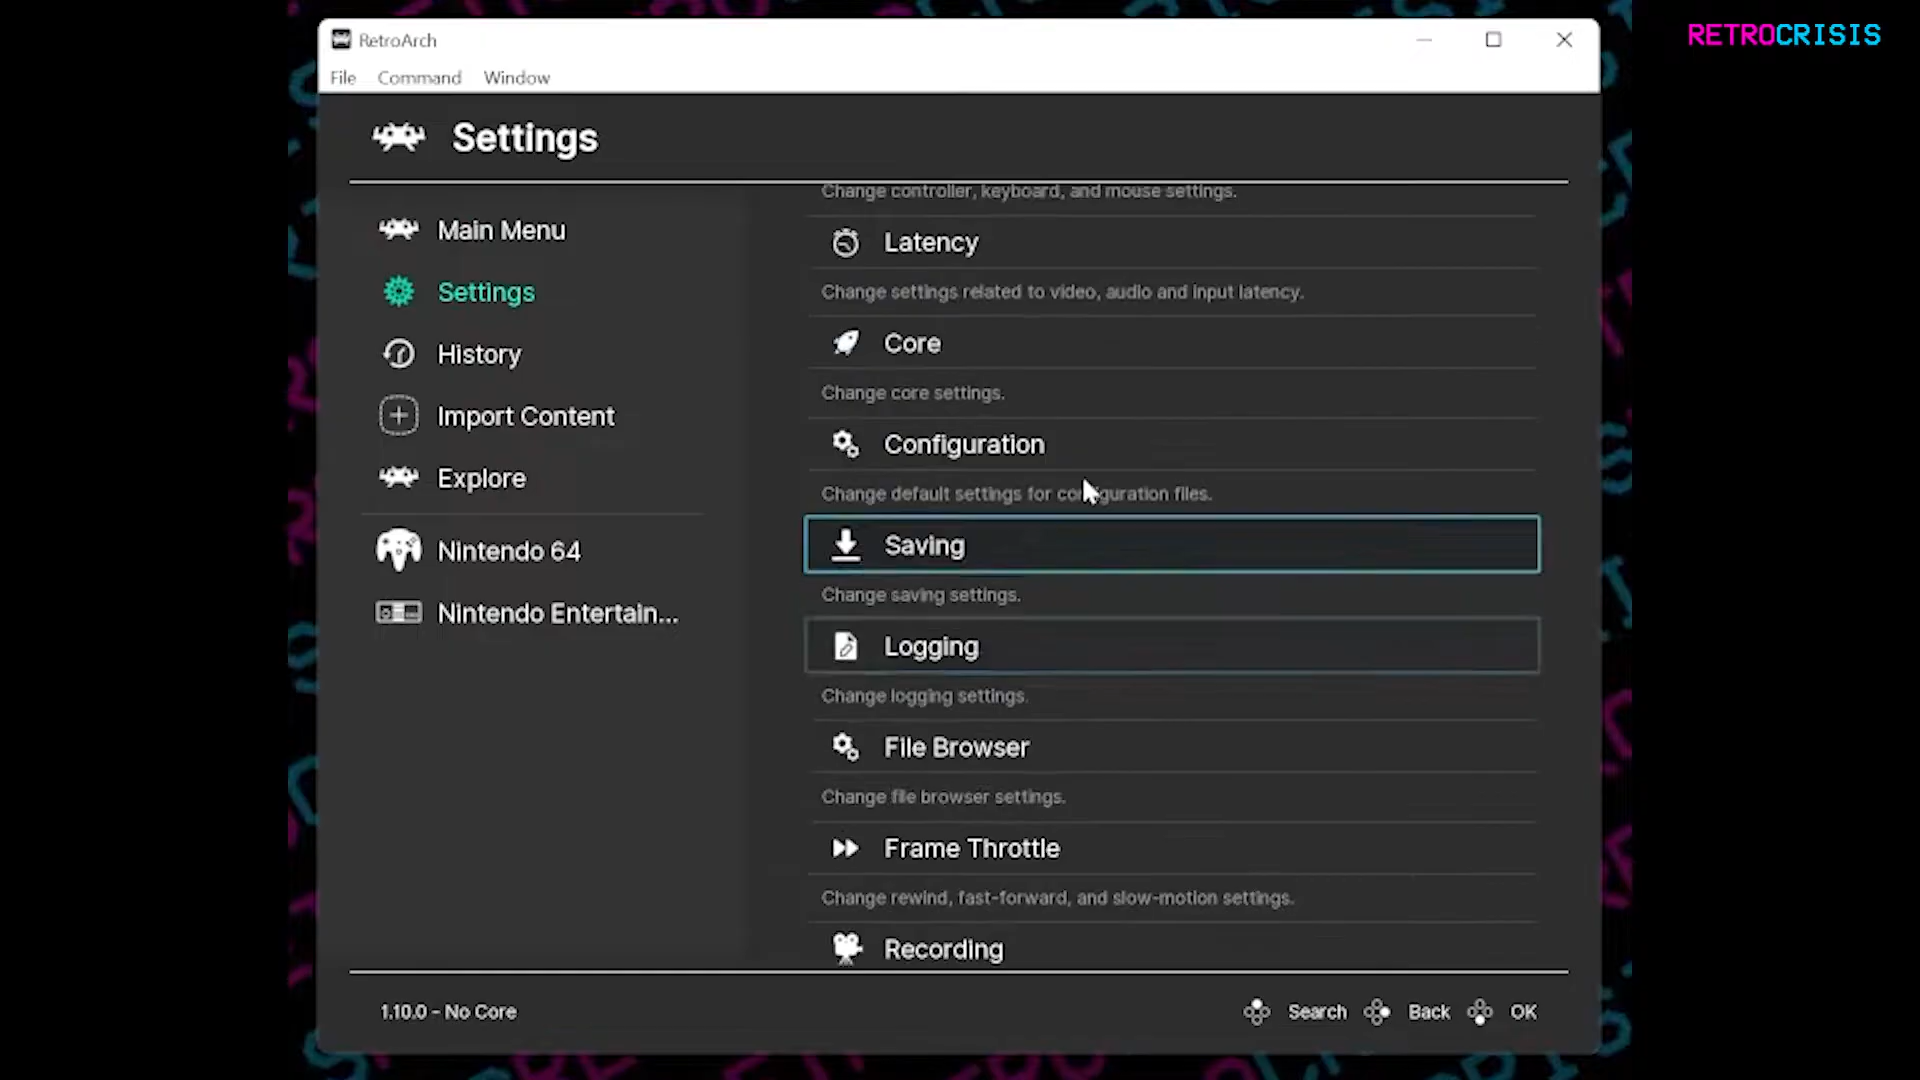 RETROCRISIS
RetroArch
File Command Window
Settings
Main Menu
Settings
History
Import Content
Explore
Nintendo 64
Nintendo Entertain...
Change controller, keyboard, and mouse settings.
Latency
Change settings related to video, audio and input latency.
Core
Change core settings.
Configuration
Change default settings for configuration files.
Saving
Change saving settings.
Logging
Change logging settings.
File Browser
Change file browser settings.
Frame Throttle
Change rewind, fast-forward, and slow-motion settings.
Recording
1.10.0 - No Core
Search Back OK